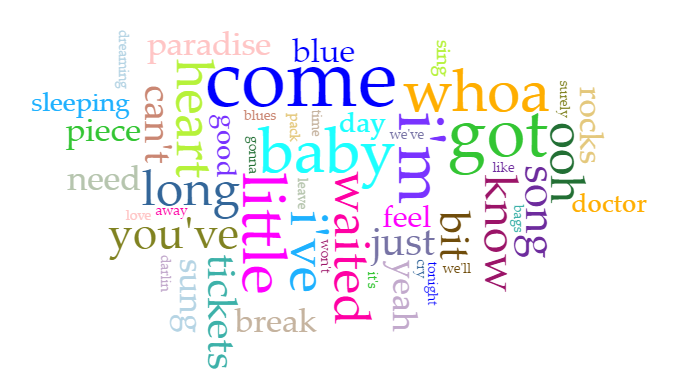 dreaming
paradise
blue
sing
come
whoa
heart
sleeping
can't
piece
good
blues
pack
time
day
we've
i'm
got
surely
rocks
ooh
baby
gonna
like
need
long
little
leave
waited
know
song
bags
doctor
love
away
i've
feel
bit
you've
just
won't
darlin
sung
tickets
it's
yeah
cry
tonight
we'll
break